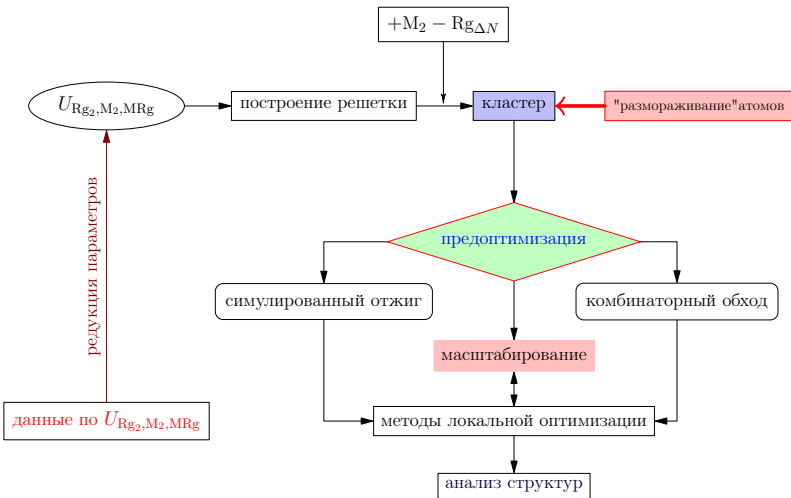 +M₂ − Rg_ΔN
U_Rg₂,M₂,MRg
построение решетки
кластер
"размораживание"атомов
редукция параметров
предоптимизация
симулированный отжиг
комбинаторный обход
масштабирование
данные по U_Rg₂,M₂,MRg
методы локальной оптимизации
анализ структур